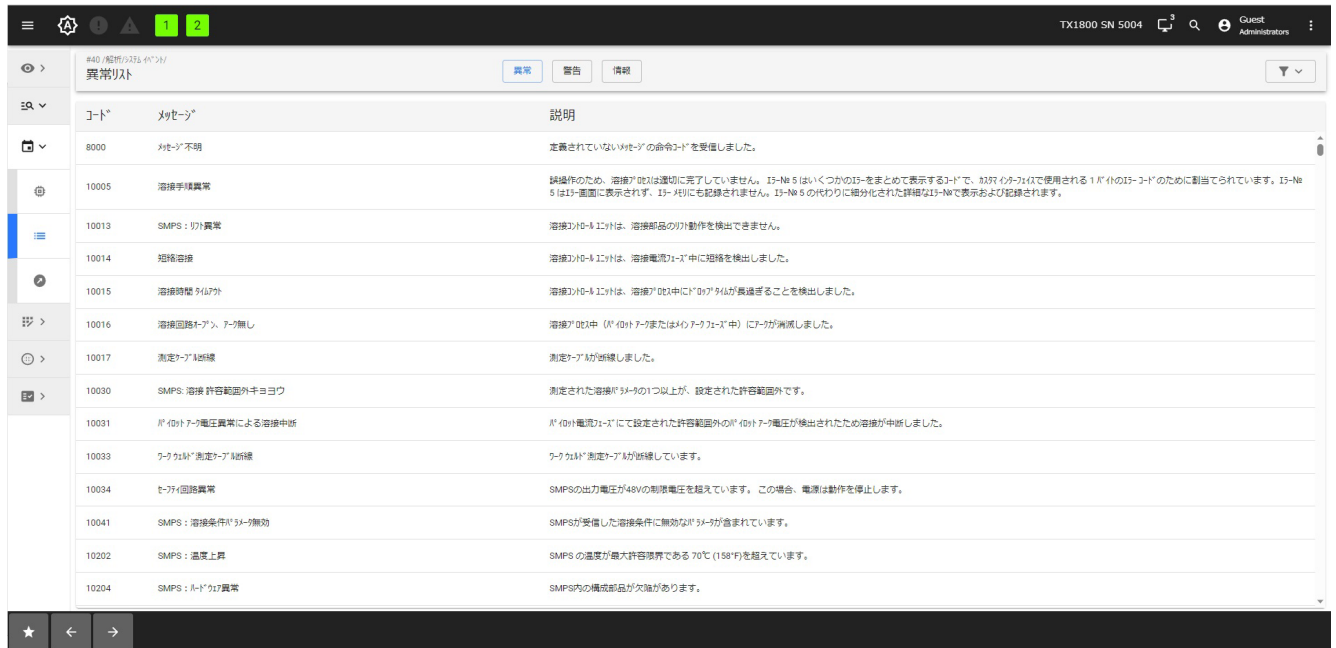 1 2 TX1800 SN 5004 3 Guest
Administrators
#40 /解析/システム イベント/
異常リスト 異常 警告 情報
コード メッセージ 説明
8000 メッセージ不明 定義されていないメッセージの命令コードを受信しました。
10005 溶接手順異常 誤操作のため、溶接プロセスは適切に完了していません。 エラー№ 5 はいくつかのエラーをまとめて表示するコードで、カスタマ インターフェイスで使用される 1 バイトのエラー コードのために割当てられています。エラー№
5 はエラー画面に表示されず、エラー メモリにも記録されません。エラー№ 5 の代わりに細分化された詳細なエラー№で表示および記録されます。
10013 SMPS : リフト異常 溶接コントロール ユニットは、溶接部品のリフト動作を検出できません。
10014 短絡溶接 溶接コントロール ユニットは、溶接電流フェーズ中に短絡を検出しました。
10015 溶接時間 タイムアウト 溶接コントロール ユニットは、溶接プロセス中にドロップ タイムが長過ぎることを検出しました。
10016 溶接回路オープン、アーク無し 溶接プロセス中（パイロット アークまたはメイン アーク フェーズ中）にアークが消滅しました。
10017 測定ケーブル断線 測定ケーブルが断線しました。
10030 SMPS: 溶接 許容範囲外キョヨウ 測定された溶接パラメータの1つ以上が、設定された許容範囲外です。
10031 パイロット アーク電圧異常による溶接中断 パイロット電流フェーズにて設定された許容範囲外のパイロット アーク電圧が検出されたため溶接が中断しました。
10033 ワーク ウェルド測定ケーブル断線 ワーク ウェルド測定ケーブルが断線しています。
10034 セーフティ回路異常 SMPSの出力電圧が48Vの制限電圧を超えています。 この場合、電源は動作を停止します。
10041 SMPS : 溶接条件パラメータ無効 SMPSが受信した溶接条件に無効なパラメータが含まれています。
10202 SMPS : 温度上昇 SMPS の温度が最大許容限界である 70℃ (158°F)を超えています。
10204 SMPS : ハードウェア異常 SMPS内の構成部品が欠陥があります。